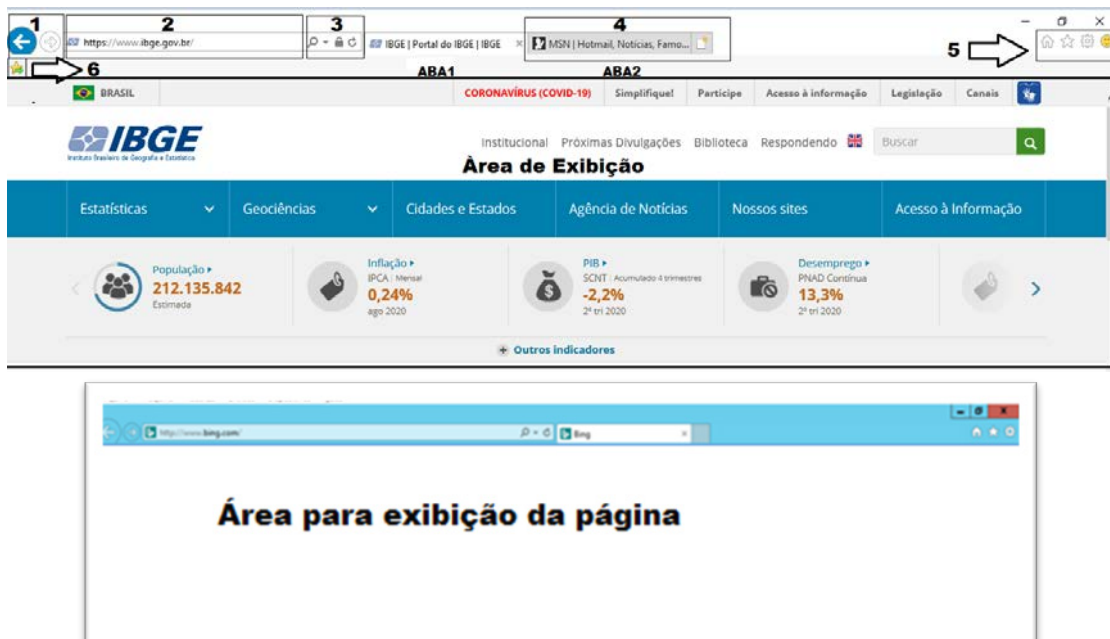 1
2
3
4
https://www.ibge.gov.br/
IBGE | Portal do IBGE | IBGE
MSN | Hotmail, Notícias, Famo...
5
6
ABA1
ABA2
BRASIL
CORONAVÍRUS (COVID-19)
Simplifique!
Participe
Acesso à informação
Legislação
Canais
IBGE
Instituto Brasileiro de Geografia e Estatística
Institucional
Próximas Divulgações
Biblioteca
Respondendo
Buscar
Àrea de Exibição
Estatísticas
Geociências
Cidades e Estados
Agência de Notícias
Nossos sites
Acesso à Informação
População
212.135.842
Estimada
Inflação
IPCA | Mensal
0,24%
ago 2020
PIB
SCNT | Acumulado 4 trimestres
-2,2%
2º tri 2020
Desemprego
PNAD Contínua
13,3%
2º tri 2020
Outros indicadores
http://www.bing.com/
Bing
Área para exibição da página